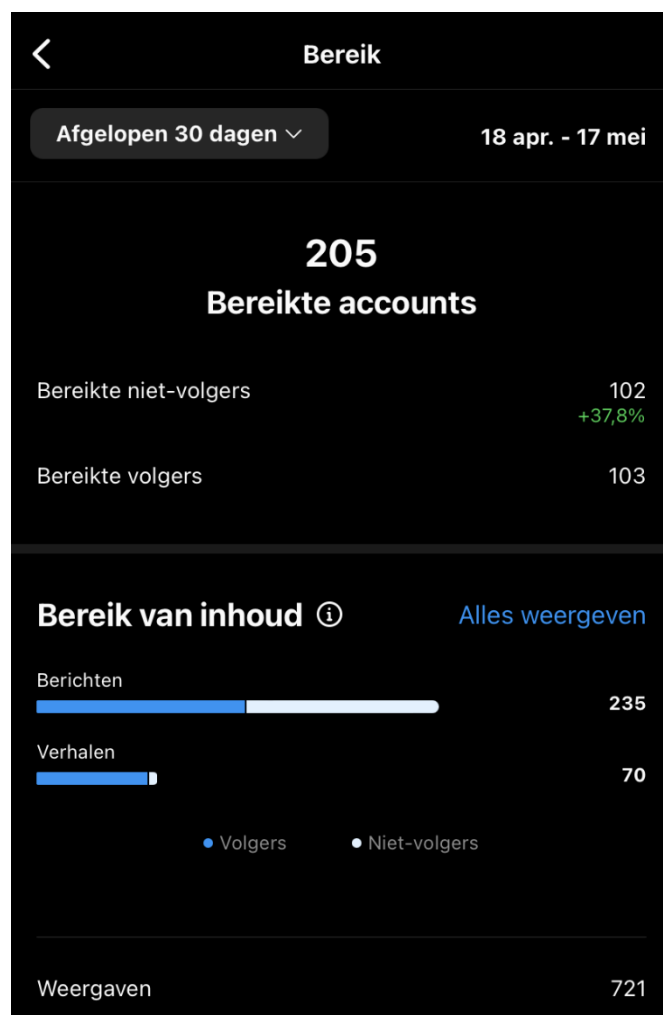 Bereik
Afgelopen 30 dagen
18 apr. - 17 mei
205
Bereikte accounts
Bereikte niet-volgers 102
+37,8%
Bereikte volgers 103
Bereik van inhoud Alles weergeven
Berichten
235
Verhalen
70
Volgers Niet-volgers
Weergaven 721